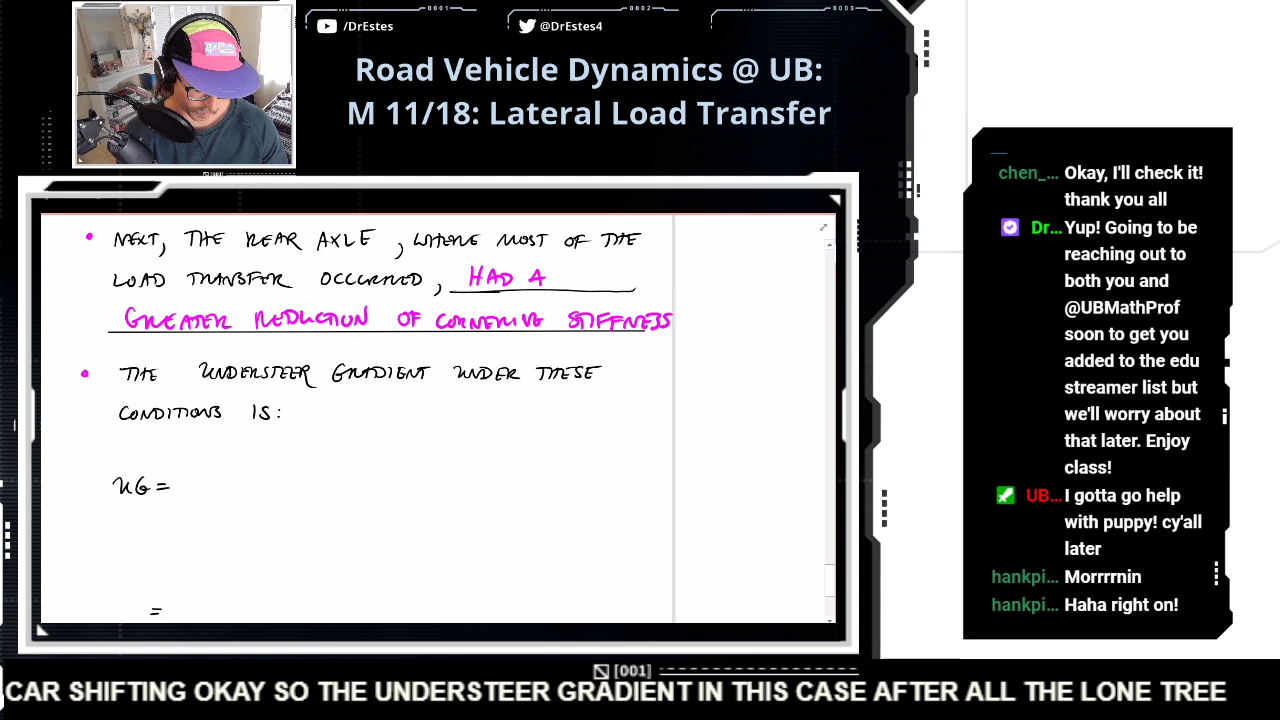 0001
0002
0003
/DrEstes
@DrEstes4
Road Vehicle Dynamics @ UB:
M 11/18: Lateral Load Transfer
[001]
• NEXT, THE REAR AXLE, WHERE MOST OF THE
LOAD TRANSFER OCCURRED, HAD A
GREATER REDUCTION OF CORNERING STIFFNESS
• THE UNDERSTEER GRADIENT UNDER THESE
CONDITIONS IS:
UG =
=
chen_... Okay, I'll check it!
thank you all
Dr... Yup! Going to be
reaching out to
both you and
@UBMathProf
soon to get you
added to the edu
streamer list but
we'll worry about
that later. Enjoy
class!
UB... I gotta go help
with puppy! cy'all
later
hankpi... Morrrrnin
hankpi... Haha right on!
[001]
CAR SHIFTING OKAY SO THE UNDERSTEER GRADIENT IN THIS CASE AFTER ALL THE LONE TREE